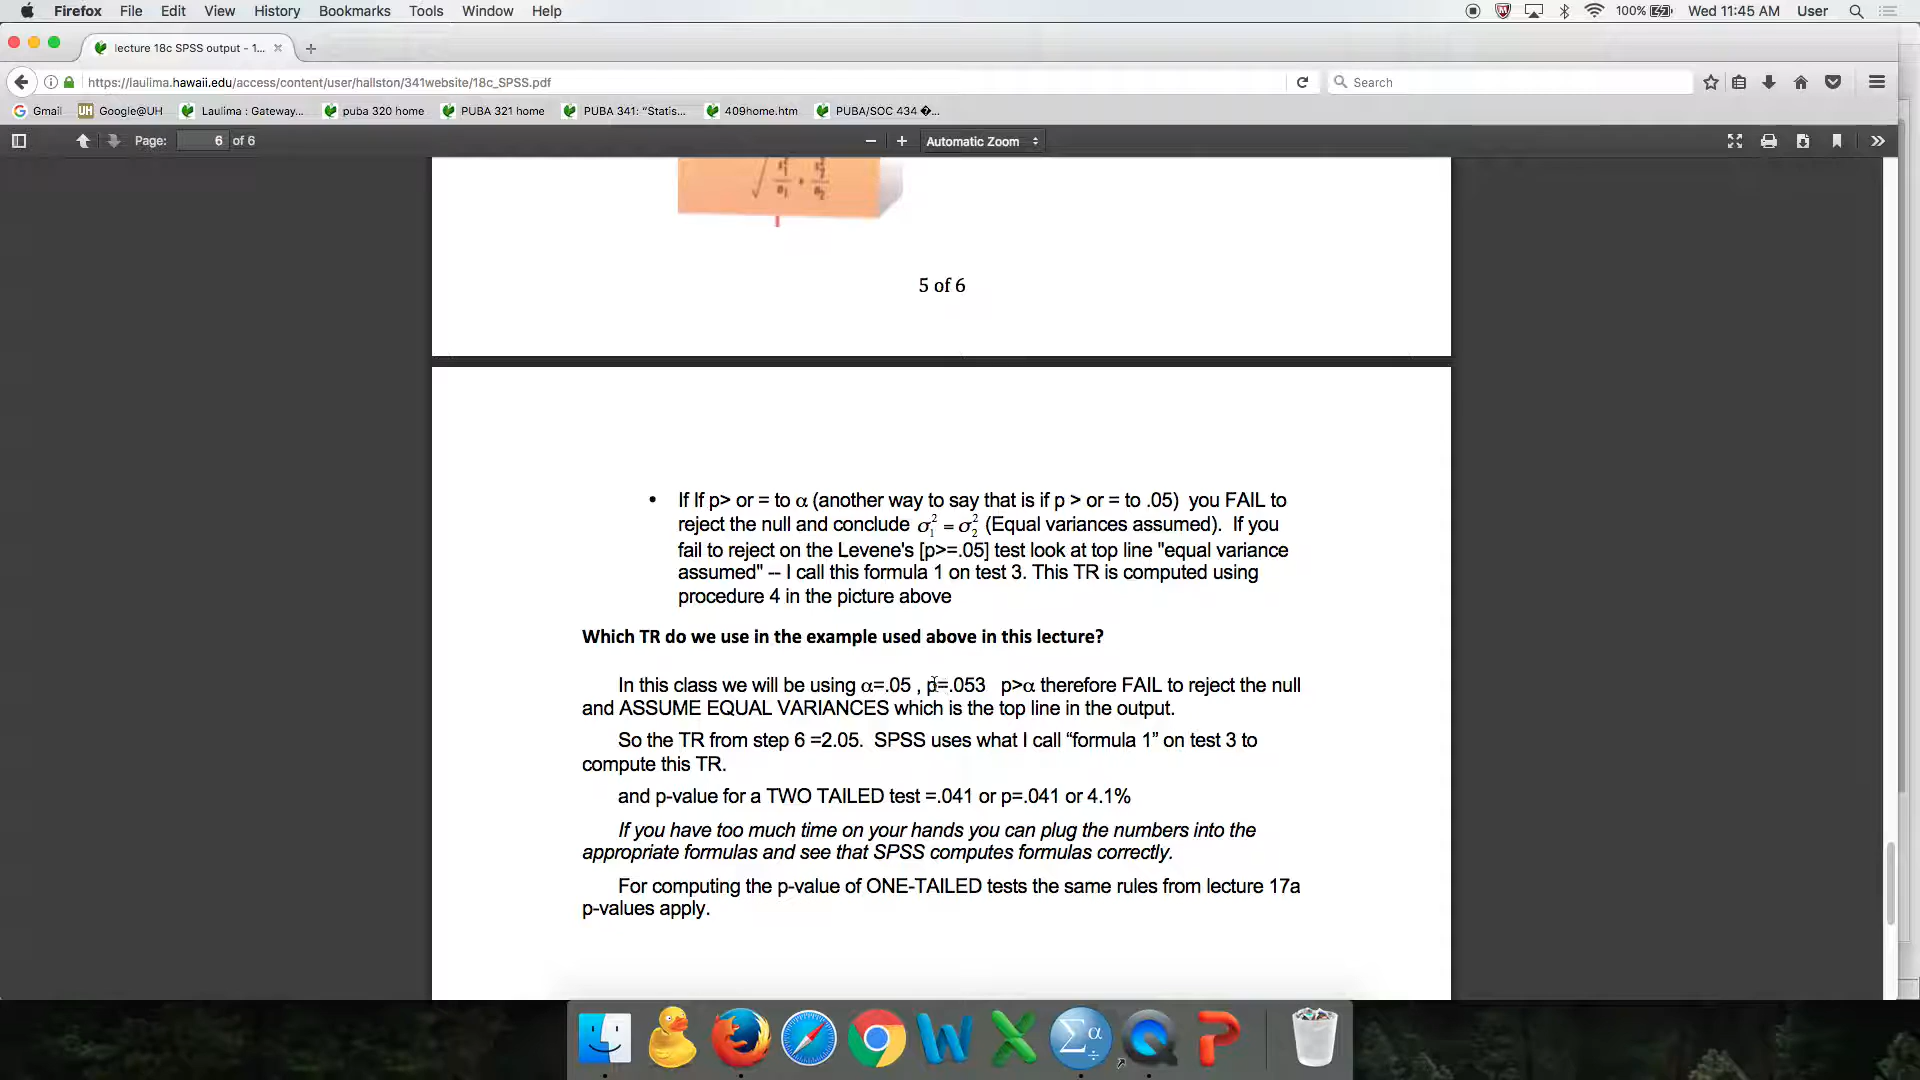 Firefox File Edit View History Bookmarks Tools Window Help 100% Wed 11:45 AM User
lecture 18c SPSS output - 1...
https://laulima.hawaii.edu/access/content/user/hallston/341website/18c_SPSS.pdf Search
Gmail Google@UH Laulima : Gateway... puba 320 home PUBA 321 home PUBA 341: “Statis... 409home.htm PUBA/SOC 434 �...
Page: 6 of 6 Automatic Zoom
5 of 6
• If If p> or = to α (another way to say that is if p > or = to .05) you FAIL to
reject the null and conclude σ₁² = σ₂² (Equal variances assumed). If you
fail to reject on the Levene's [p>=.05] test look at top line "equal variance
assumed" -- I call this formula 1 on test 3. This TR is computed using
procedure 4 in the picture above
Which TR do we use in the example used above in this lecture?
In this class we will be using α=.05 , p=.053 p>α therefore FAIL to reject the null
and ASSUME EQUAL VARIANCES which is the top line in the output.
So the TR from step 6 =2.05. SPSS uses what I call “formula 1” on test 3 to
compute this TR.
and p-value for a TWO TAILED test =.041 or p=.041 or 4.1%
If you have too much time on your hands you can plug the numbers into the
appropriate formulas and see that SPSS computes formulas correctly.
For computing the p-value of ONE-TAILED tests the same rules from lecture 17a
p-values apply.